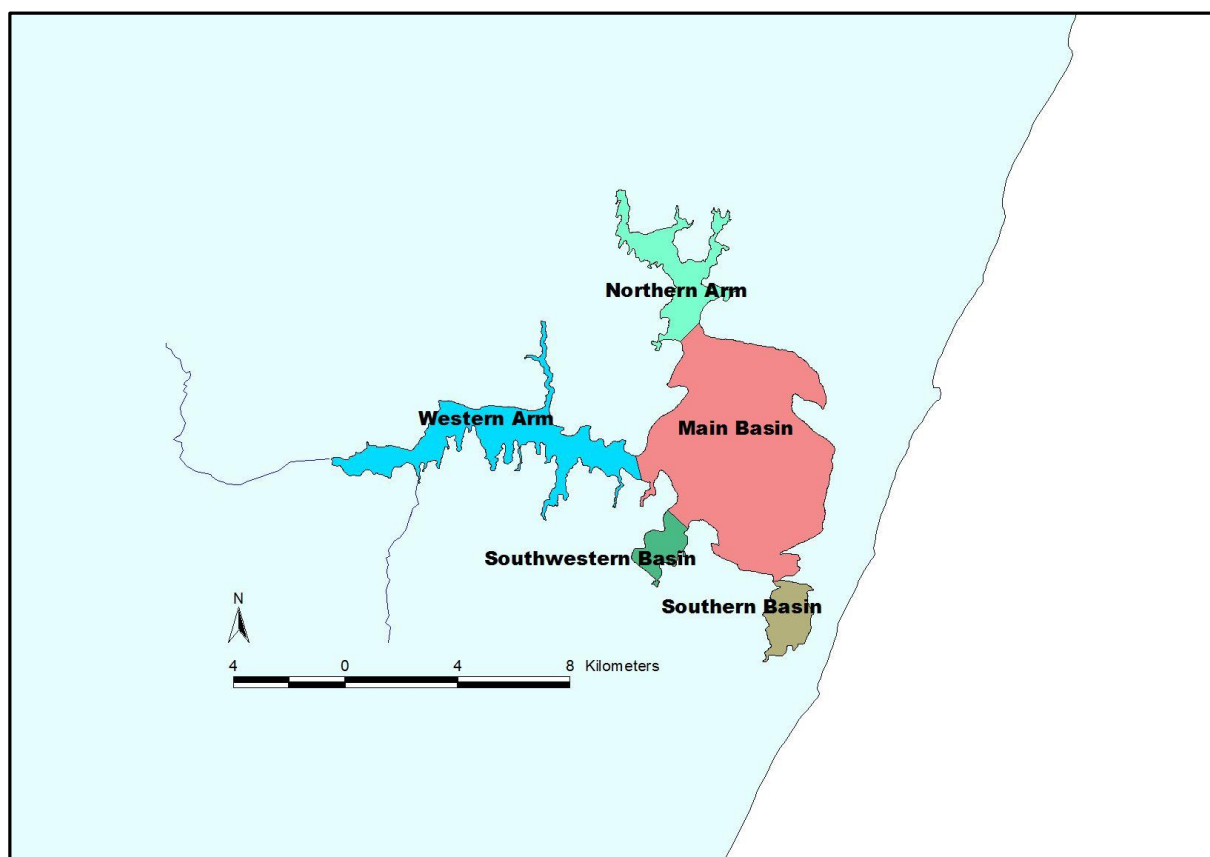 Northern Arm
Western Arm
Main Basin
Southwestern Basin
Southern Basin
N
4 0 4 8 Kilometers